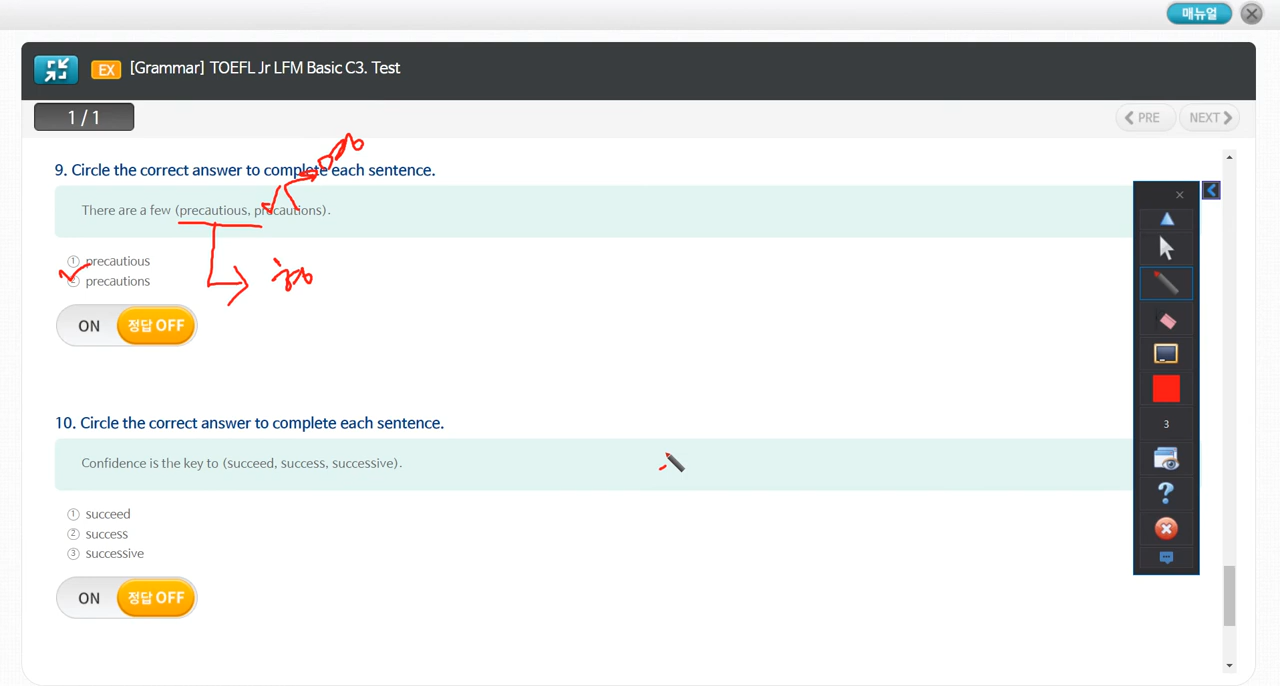 매뉴얼
EX [Grammar] TOEFL Jr LFM Basic C3. Test
1 / 1
PRE NEXT
9. Circle the correct answer to complete each sentence.
There are a few (precautious, precautions).
① precautious
② precautions
ON 정답 OFF
10. Circle the correct answer to complete each sentence.
Confidence is the key to (succeed, success, successive).
① succeed
② success
③ successive
ON 정답 OFF
3